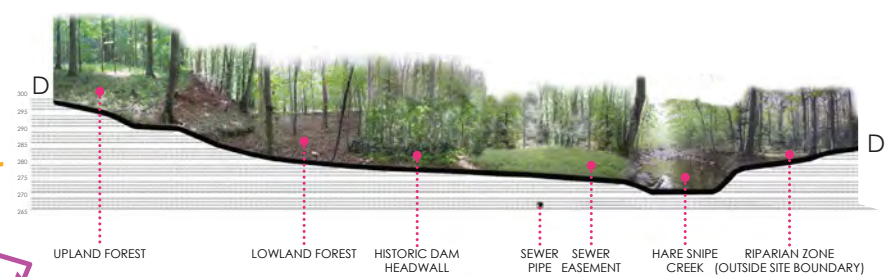 D
D
300
295
290
285
280
275
270
265
UPLAND FOREST
LOWLAND FOREST
HISTORIC DAM
HEADWALL
SEWER
PIPE
SEWER
EASEMENT
HARE SNIPE
CREEK
RIPARIAN ZONE
(OUTSIDE SITE BOUNDARY)